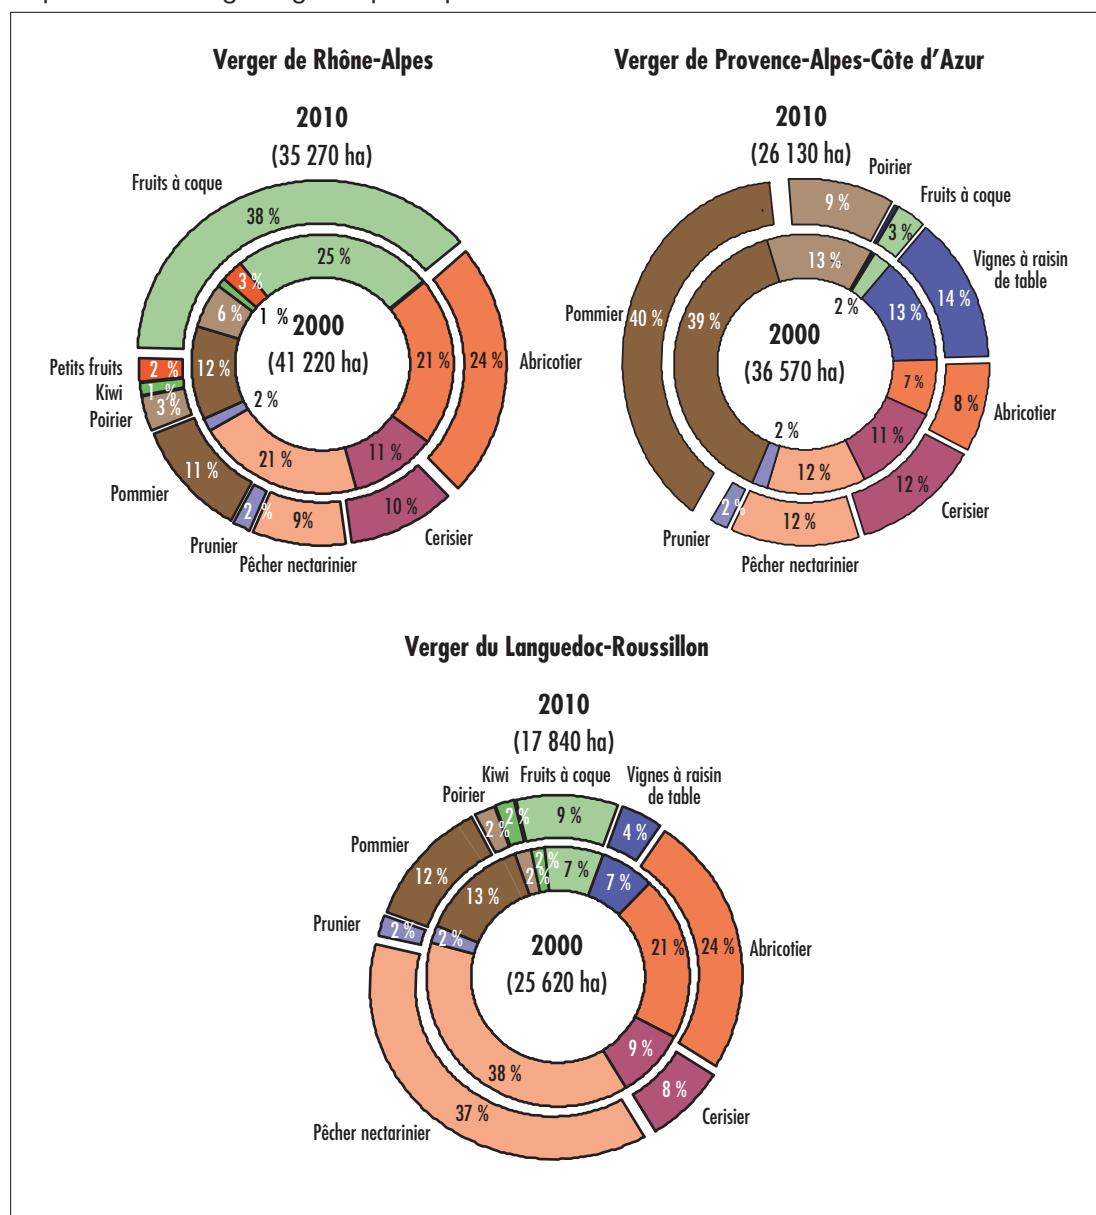 Verger de Rhône-Alpes
2010
(35 270 ha)
Fruits à coque
38 %
25 %
3 %
1 %
6 %
2000
(41 220 ha)
12 %
21 %
24 %
Abricotier
2 %
Petits fruits
2 %
Kiwi
1 %
Poirier
3 %
21 %
11 %
Pommier
11 %
2 %
9%
10 %
Prunier
Cerisier
Pêcher nectarinier
Verger de Provence-Alpes-Côte d'Azur
2010
(26 130 ha)
Poirier
Fruits à coque
9 %
3 %
Vignes à raisin
de table
13 %
2 %
14 %
Pommier
40 %
39 %
13 %
2000
(36 570 ha)
7 %
8 %
Abricotier
2 %
11 %
12 %
12 %
Cerisier
2 %
12 %
Prunier
Pêcher nectarinier
Verger du Languedoc-Roussillon
2010
(17 840 ha)
Kiwi
Fruits à coque
Vignes à raisin
de table
Poirier
2 %
2 %
9 %
4 %
Pommier
12 %
13 %
2 %
2 %
7 %
7 %
Prunier
2 %
2 %
2000
(25 620 ha)
21 %
24 %
Abricotier
9 %
38 %
8 %
37 %
Cerisier
Pêcher nectarinier